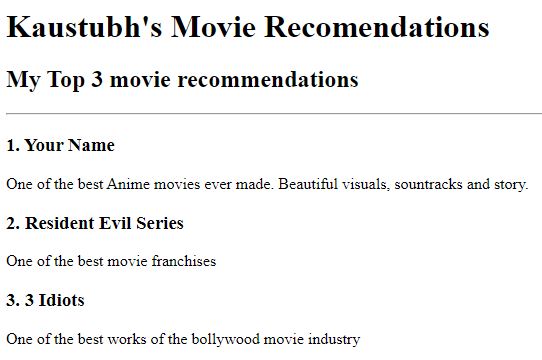 Kaustubh's Movie Recomendations
My Top 3 movie recommendations
1. Your Name
One of the best Anime movies ever made. Beautiful visuals, sountracks and story.
2. Resident Evil Series
One of the best movie franchises
3. 3 Idiots
One of the best works of the bollywood movie industry